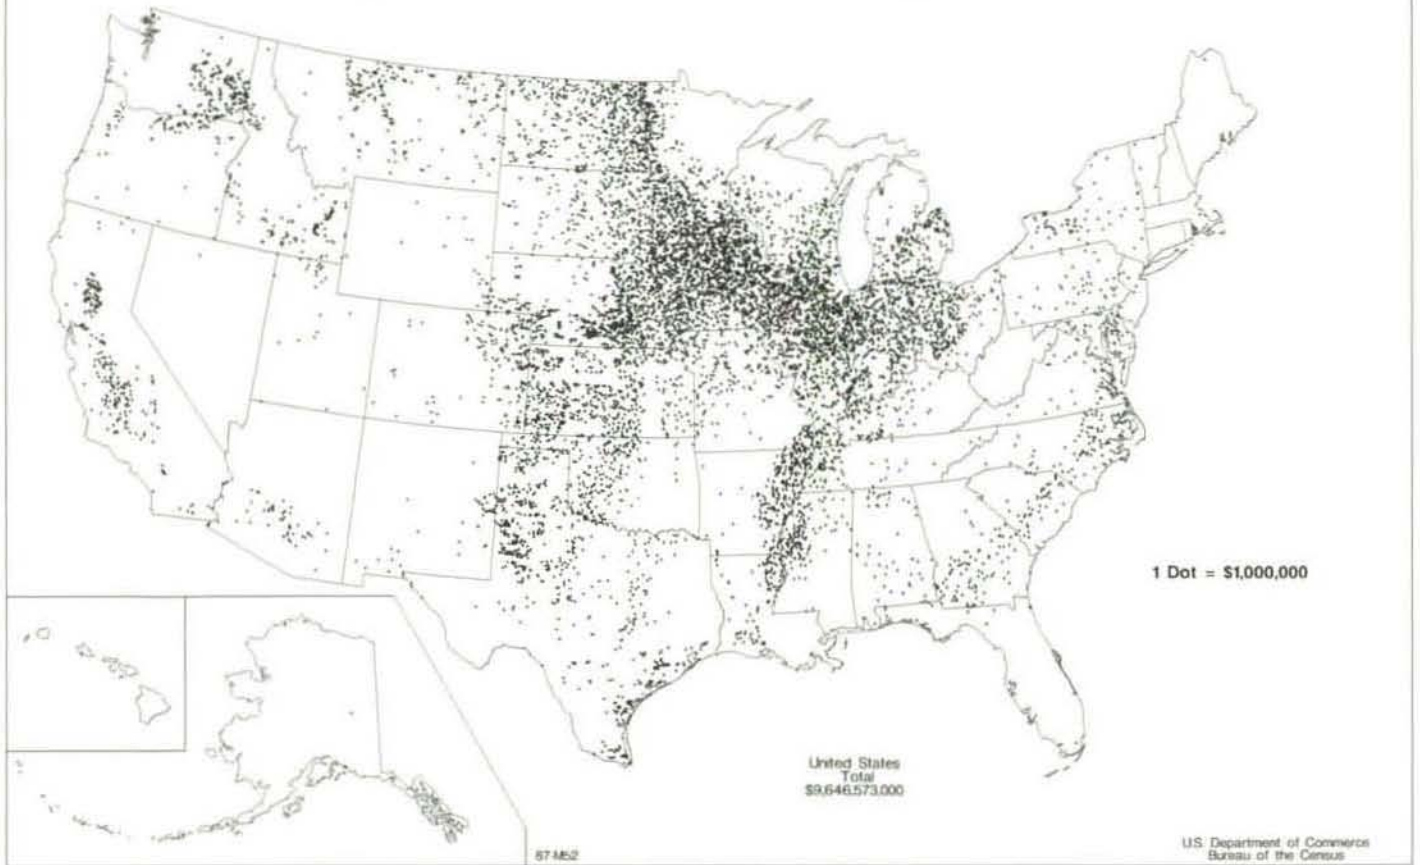 1 Dot = $1,000,000
United States
Total
$9,646,573,000
87-M52
U.S. Department of Commerce
Bureau of the Census